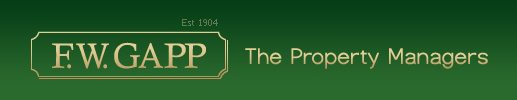 Est 1904
F.W. GAPP
The Property Managers